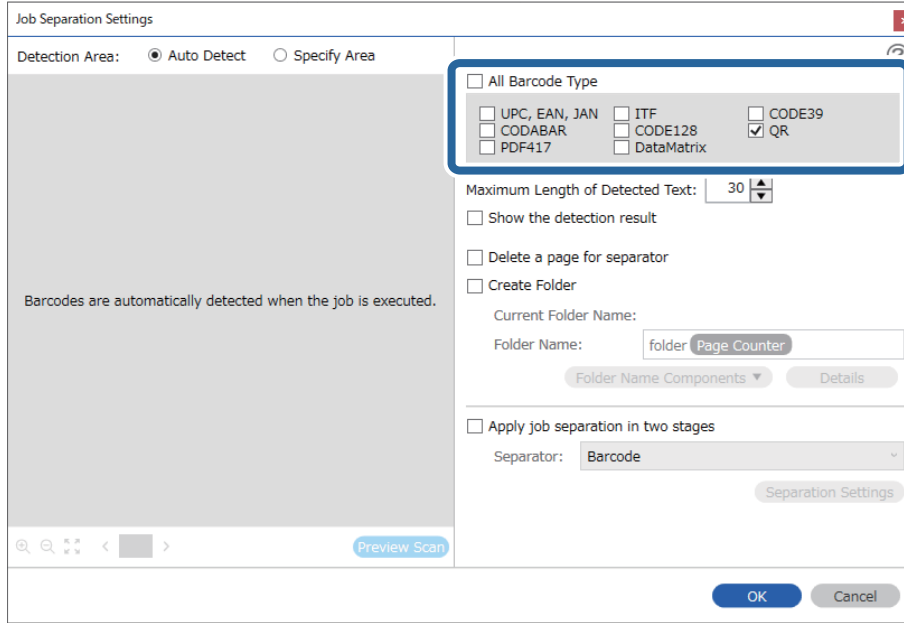 Job Separation Settings
Detection Area: Auto Detect Specify Area
All Barcode Type
UPC, EAN, JAN ITF CODE39
CODABAR CODE128 QR
PDF417 DataMatrix
Maximum Length of Detected Text: 30
Show the detection result
Delete a page for separator
Create Folder
Barcodes are automatically detected when the job is executed.
Current Folder Name:
Folder Name: folder Page Counter
Folder Name Components Details
Apply job separation in two stages
Separator: Barcode
Separation Settings
Preview Scan
OK Cancel